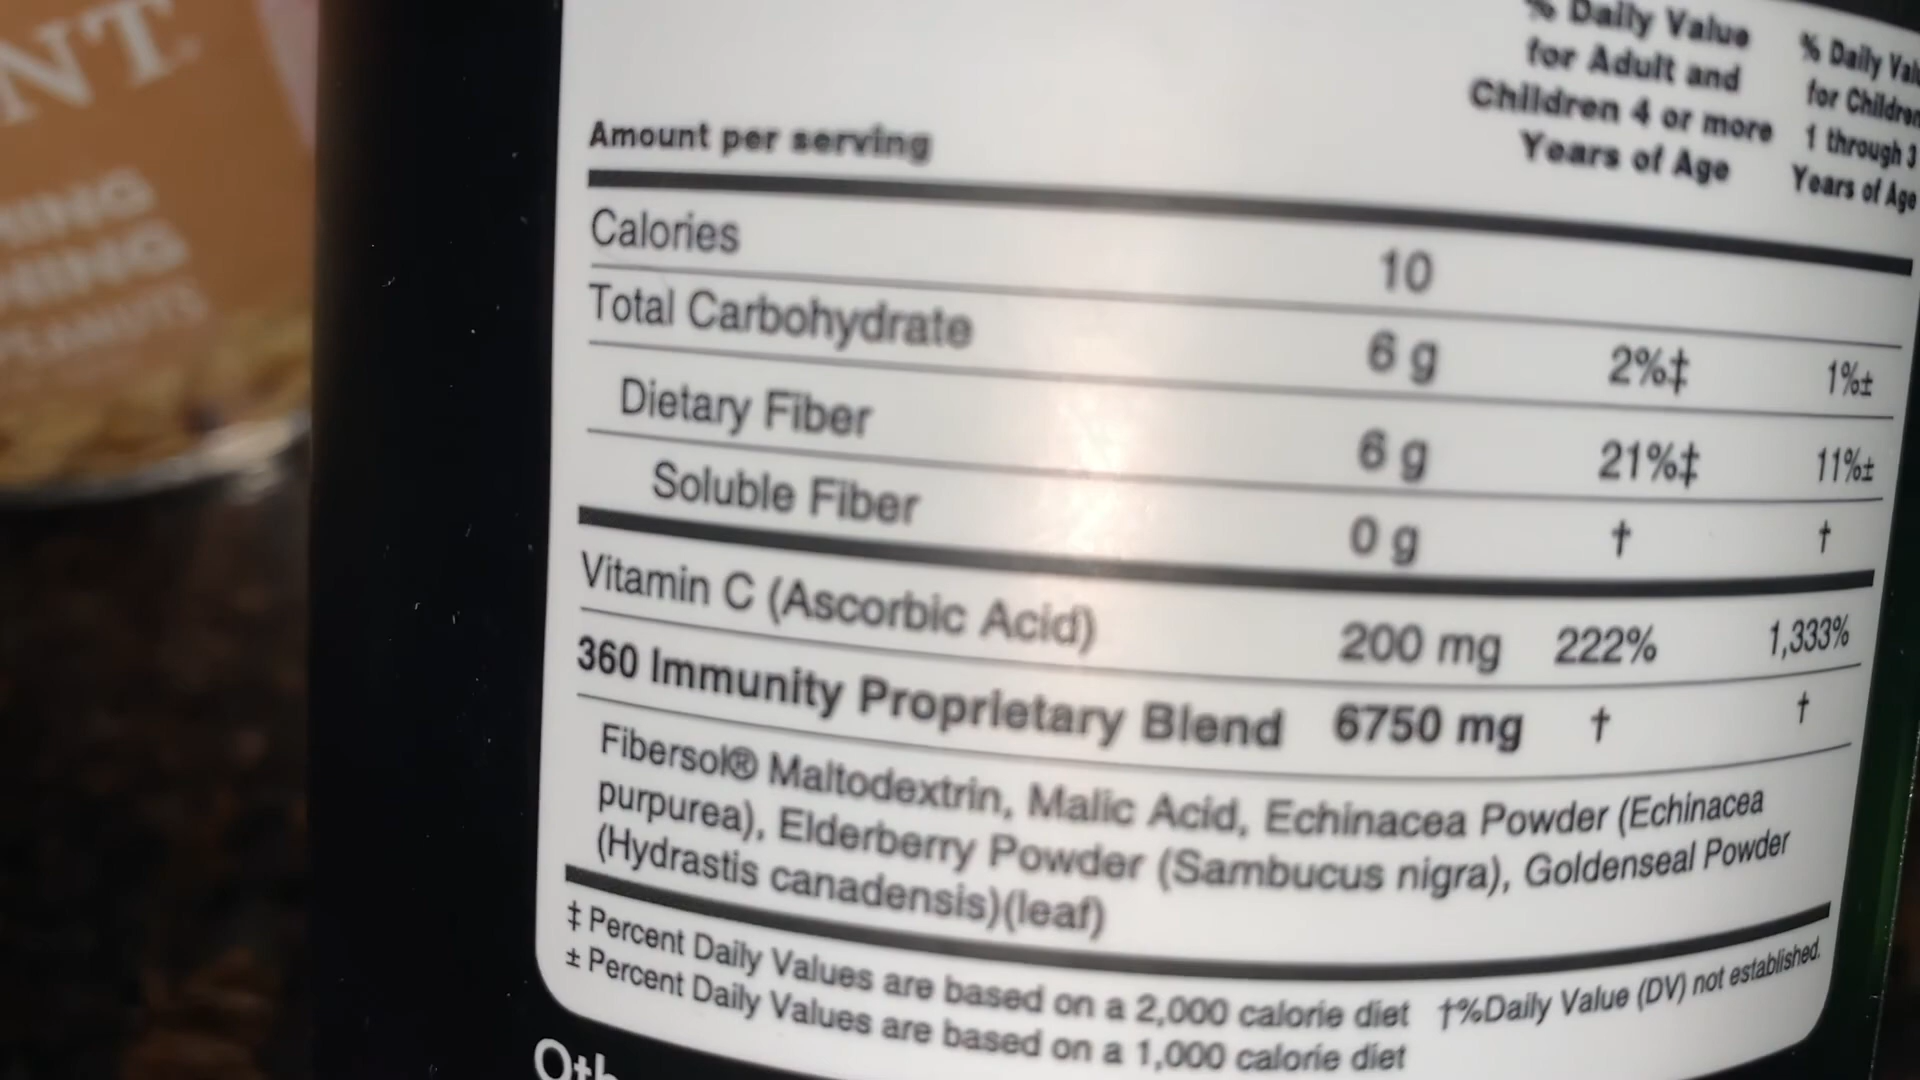 NT
PEANUTS
% Daily Value
for Adult and
Children 4 or more
Years of Age
% Daily
for Children
1 through 3
Years of Age
Amount per serving
Calories 10
Total Carbohydrate 6 g 2%‡ 1%±
Dietary Fiber 6 g 21%‡ 11%±
Soluble Fiber 0 g † †
Vitamin C (Ascorbic Acid) 200 mg 222% 1,333%
360 Immunity Proprietary Blend 6750 mg † †
Fibersol® Maltodextrin, Malic Acid, Echinacea Powder (Echinacea
purpurea), Elderberry Powder (Sambucus nigra), Goldenseal Powder
(Hydrastis canadensis)(leaf)
‡ Percent Daily Values are based on a 2,000 calorie diet †%Daily Value (DV) not established.
± Percent Daily Values are based on a 1,000 calorie diet